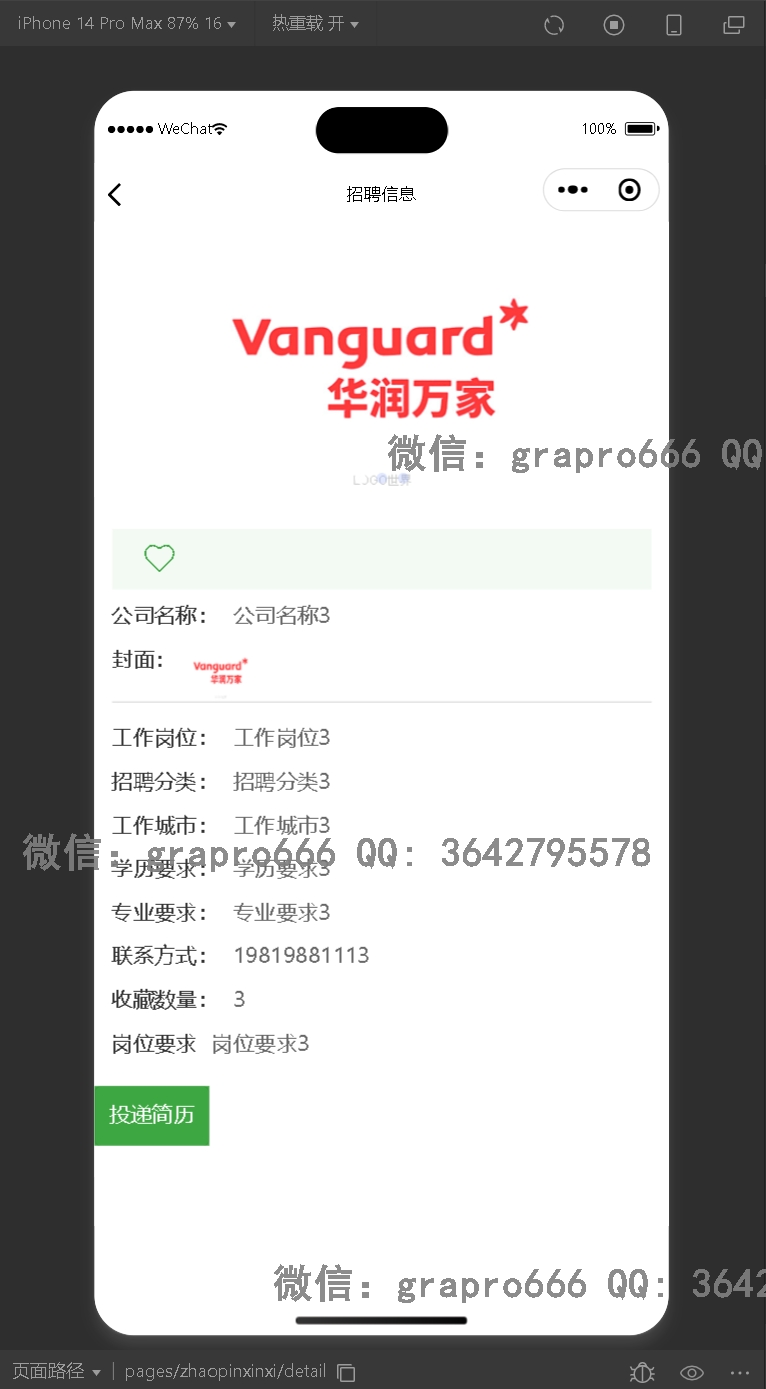 iPhone 14 Pro Max 87% 16
热重载 开
WeChat
100%
招聘信息
Vanguard
华润万家
微信：grapro666 QQ
LOGO世界
公司名称： 公司名称3
封面：
Vanguard
华润万家
工作岗位： 工作岗位3
招聘分类： 招聘分类3
工作城市： 工作城市3
微信：grapro666 QQ: 3642795578
学历要求： 学历要求3
专业要求： 专业要求3
联系方式： 19819881113
收藏数量： 3
岗位要求 岗位要求3
投递简历
微信：grapro666 QQ: 3642
页面路径 pages/zhaopinxinxi/detail